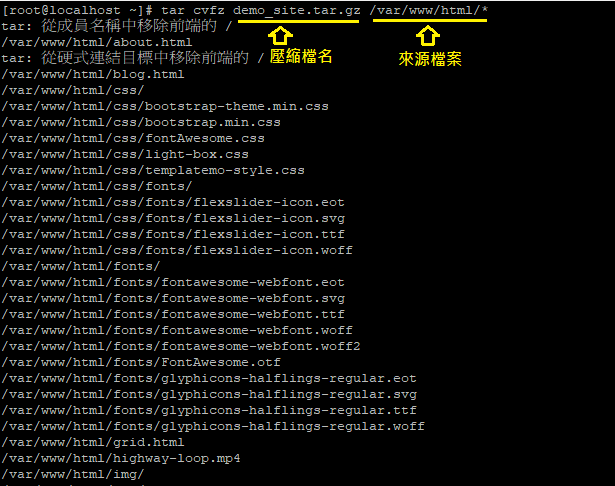 [root@localhost ~]# tar cvfz demo_site.tar.gz /var/www/html/*
tar: 從成員名稱中移除前端的 /
/var/www/html/about.html
tar: 從硬式連結目標中移除前端的 /
壓縮檔名
來源檔案
/var/www/html/blog.html
/var/www/html/css/
/var/www/html/css/bootstrap-theme.min.css
/var/www/html/css/bootstrap.min.css
/var/www/html/css/fontAwesome.css
/var/www/html/css/light-box.css
/var/www/html/css/templatemo-style.css
/var/www/html/css/fonts/
/var/www/html/css/fonts/flexslider-icon.eot
/var/www/html/css/fonts/flexslider-icon.svg
/var/www/html/css/fonts/flexslider-icon.ttf
/var/www/html/css/fonts/flexslider-icon.woff
/var/www/html/fonts/
/var/www/html/fonts/fontawesome-webfont.eot
/var/www/html/fonts/fontawesome-webfont.svg
/var/www/html/fonts/fontawesome-webfont.ttf
/var/www/html/fonts/fontawesome-webfont.woff
/var/www/html/fonts/fontawesome-webfont.woff2
/var/www/html/fonts/FontAwesome.otf
/var/www/html/fonts/glyphicons-halflings-regular.eot
/var/www/html/fonts/glyphicons-halflings-regular.svg
/var/www/html/fonts/glyphicons-halflings-regular.ttf
/var/www/html/fonts/glyphicons-halflings-regular.woff
/var/www/html/grid.html
/var/www/html/highway-loop.mp4
/var/www/html/img/